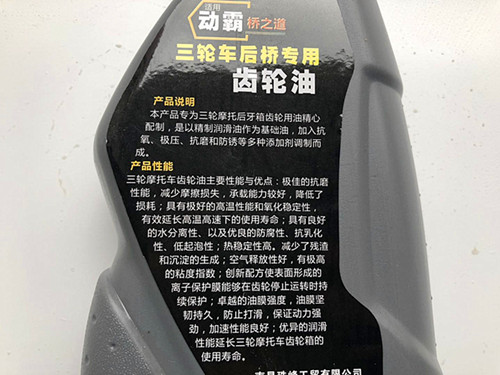 适用
动霸 桥之道
三轮车后桥专用
齿轮油
产品说明
本产品专为三轮摩托后牙箱齿轮用油精心
配制，是以精制润滑油作为基础油，加入抗
氧、极压、抗磨和防锈等多种添加剂调制而
成。
产品性能
三轮摩托车齿轮油主要性能与优点：极佳的抗磨
性能，减少摩擦损失，承载能力较好，降低了
损耗；具有极好的高温性能和氧化稳定性，
有效延长高温高速下的使用寿命；具有良好
的水分离性、以及优良的防腐性、抗乳化
性、低起泡性；热稳定性高。减少了残渣
和沉淀的生成；空气释放性好，有极高
的粘度指数；创新配方使表面形成的
离子保护膜能够在齿轮停止运转时持
续保护；卓越的油膜强度，油膜坚
韧持久，防止打滑，保证动力强
劲，加速性能良好；优异的润滑
性能延长三轮摩托车齿轮箱的
使用寿命。
南昌珠峰工贸有限公司